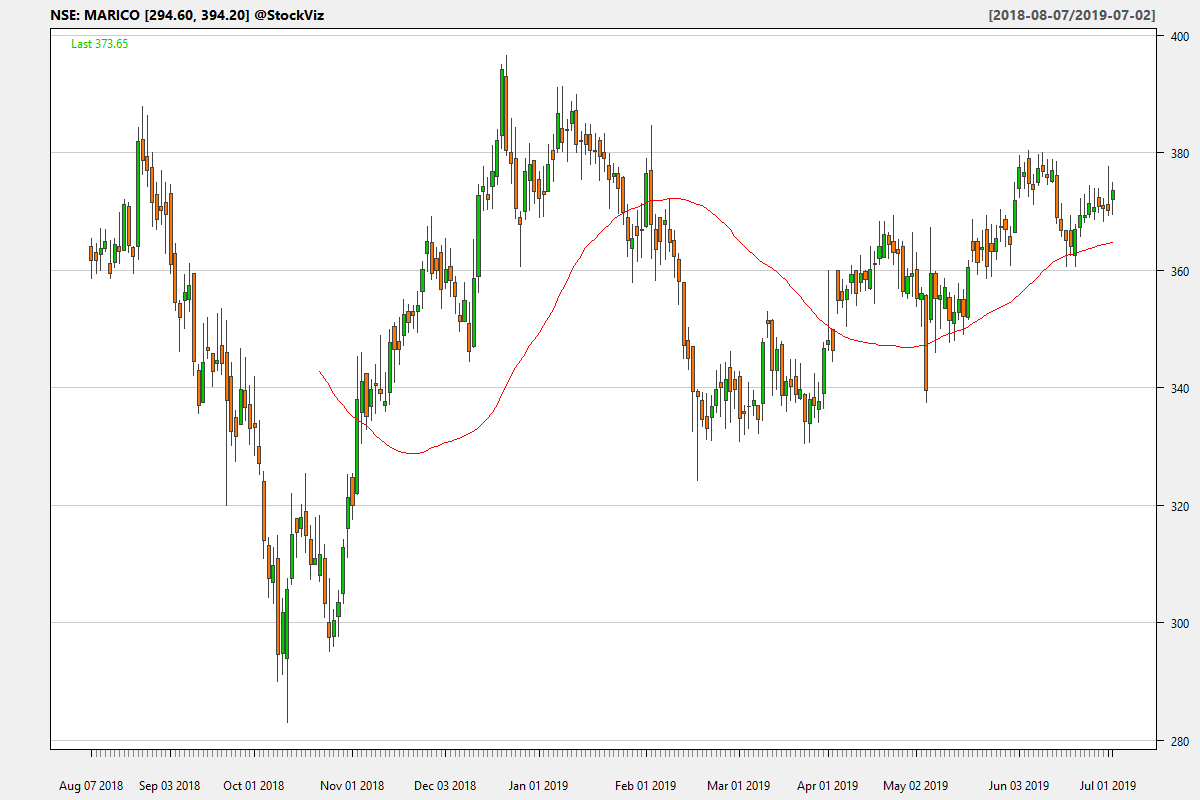 NSE: MARICO [294.60, 394.20] @StockViz
[2018-08-07/2019-07-02]
Last 373.65
400
380
360
340
320
300
280
Aug 07 2018 Sep 03 2018 Oct 01 2018 Nov 01 2018 Dec 03 2018 Jan 01 2019 Feb 01 2019 Mar 01 2019 Apr 01 2019 May 02 2019 Jun 03 2019 Jul 01 2019